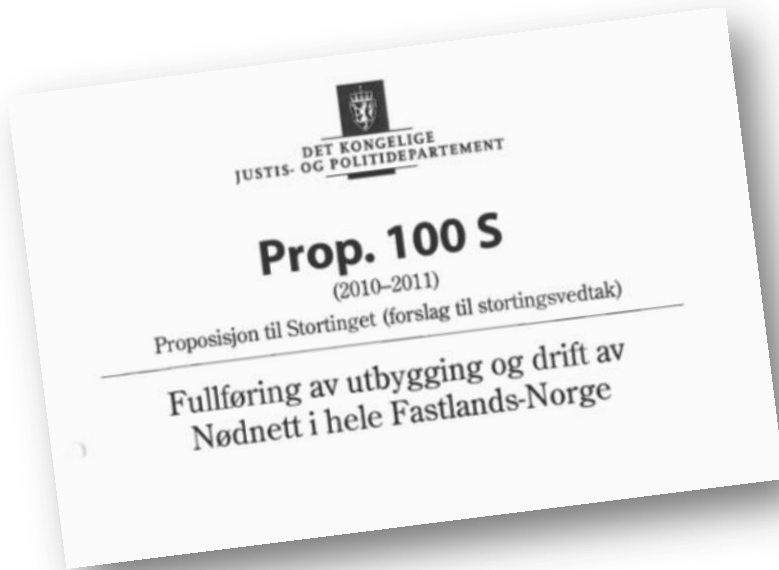 DET KONGELIGE
JUSTIS- OG POLITIDEPARTEMENT
Prop. 100 S
(2010–2011)
Proposisjon til Stortinget (forslag til stortingsvedtak)
Fullføring av utbygging og drift av
Nødnett i hele Fastlands-Norge